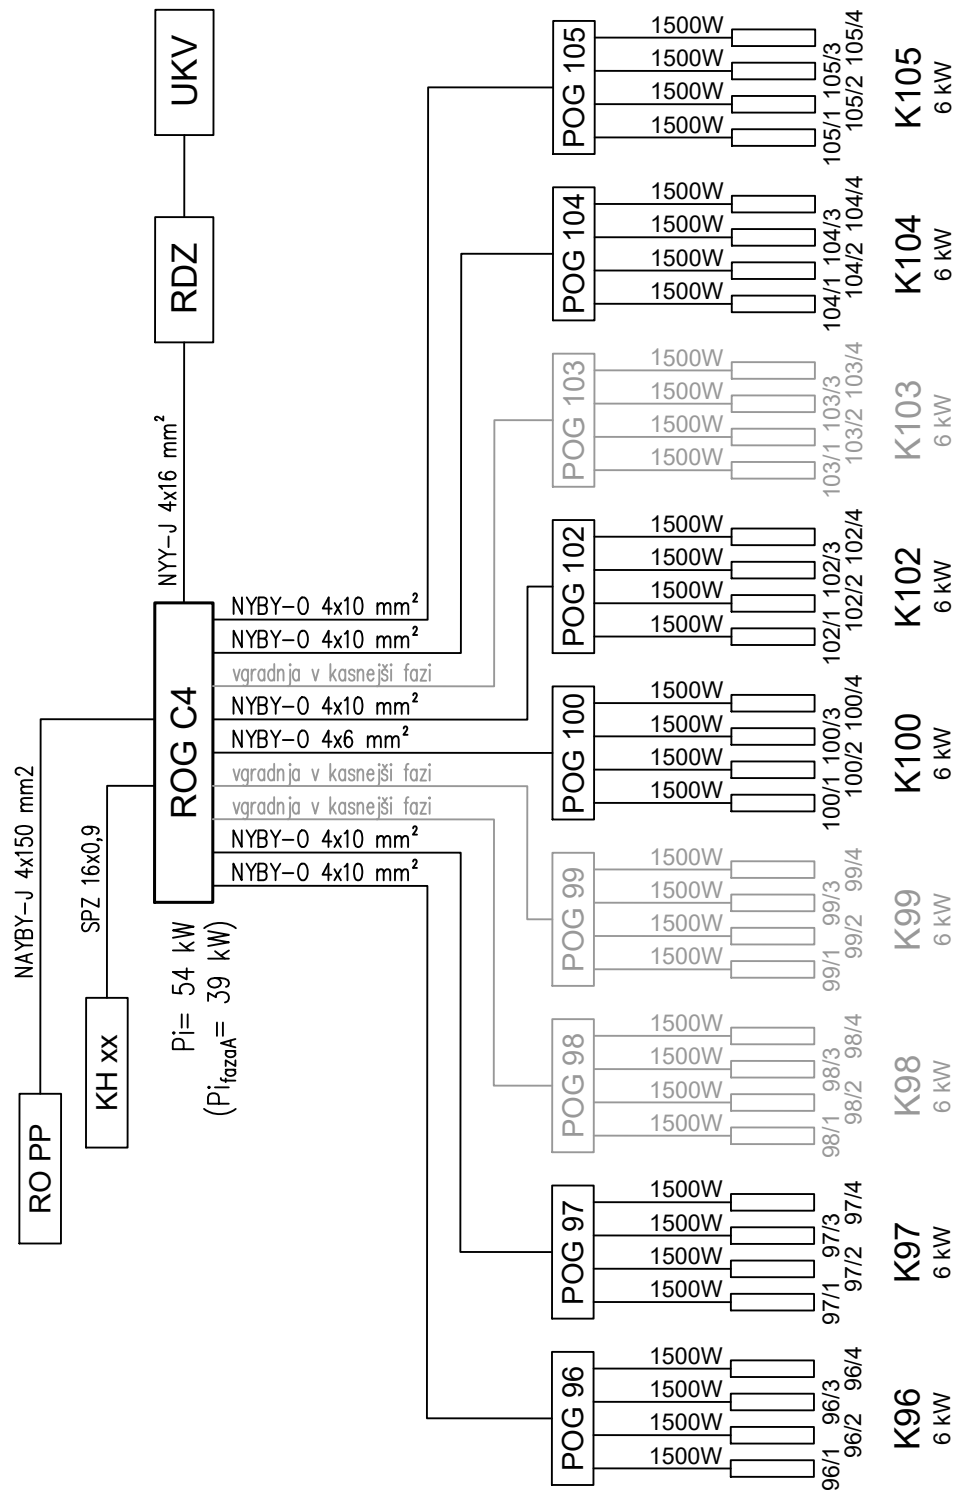 UKV
RDZ
NYY-J 4x16 mm²
ROG C4
NAYBY-J 4x150 mm2
SPZ 16x0,9
KH xx
RO PP
Pi= 54 kW
(PifazaA= 39 kW)
NYBY-O 4x10 mm²
NYBY-O 4x10 mm²
vgradnja v kasnejši fazi
NYBY-O 4x10 mm²
NYBY-O 4x6 mm²
vgradnja v kasnejši fazi
vgradnja v kasnejši fazi
NYBY-O 4x10 mm²
NYBY-O 4x10 mm²
POG 105
1500W
1500W
1500W
1500W
105/1 105/3
105/2 105/4
K105
6 kW
POG 104
1500W
1500W
1500W
1500W
104/1 104/3
104/2 104/4
K104
6 kW
POG 103
1500W
1500W
1500W
1500W
103/1 103/3
103/2 103/4
K103
6 kW
POG 102
1500W
1500W
1500W
1500W
102/1 102/3
102/2 102/4
K102
6 kW
POG 100
1500W
1500W
1500W
1500W
100/1 100/3
100/2 100/4
K100
6 kW
POG 99
1500W
1500W
1500W
1500W
99/1 99/3
99/2 99/4
K99
6 kW
POG 98
1500W
1500W
1500W
1500W
98/1 98/3
98/2 98/4
K98
6 kW
POG 97
1500W
1500W
1500W
1500W
97/1 97/3
97/2 97/4
K97
6 kW
POG 96
1500W
1500W
1500W
1500W
96/1 96/3
96/2 96/4
K96
6 kW